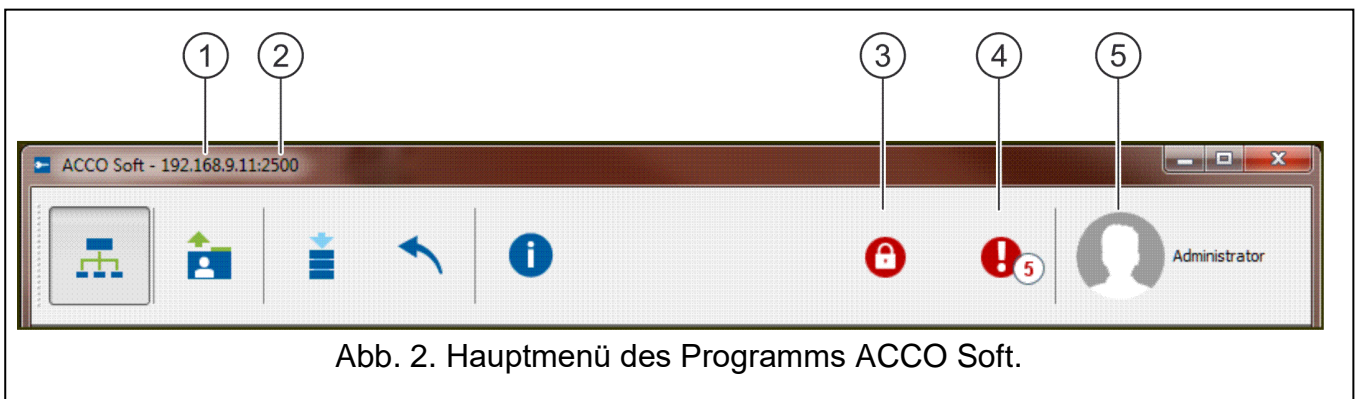 1 2 3 4 5
ACCO Soft - 192.168.9.11:2500
5
Administrator
Abb. 2. Hauptmenü des Programms ACCO Soft.